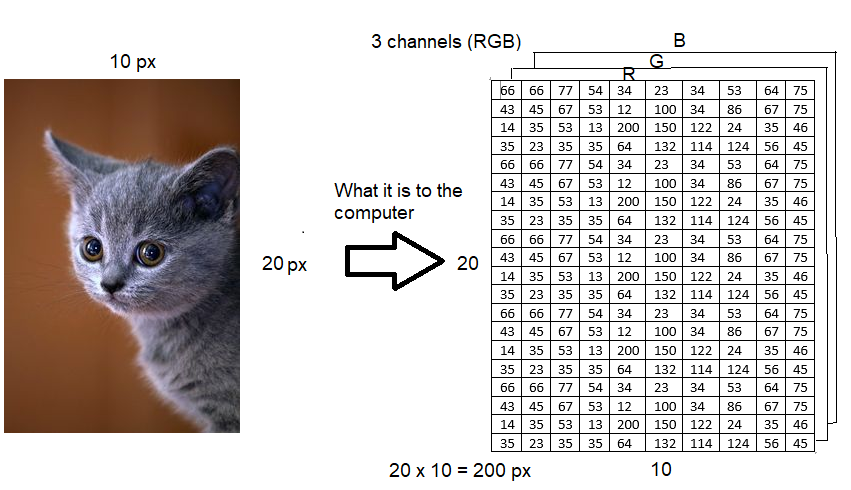 3 channels (RGB)
B
10 px
G
R
66 66 77 54 34 23 34 53 64 75
43 45 67 53 12 100 34 86 67 75
14 35 53 13 200 150 122 24 35 46
35 23 35 35 64 132 114 124 56 45
66 66 77 54 34 23 34 53 64 75
43 45 67 53 12 100 34 86 67 75
What it is to the
computer
14 35 53 13 200 150 122 24 35 46
35 23 35 35 64 132 114 124 56 45
66 66 77 54 34 23 34 53 64 75
20 px
20
43 45 67 53 12 100 34 86 67 75
14 35 53 13 200 150 122 24 35 46
35 23 35 35 64 132 114 124 56 45
66 66 77 54 34 23 34 53 64 75
43 45 67 53 12 100 34 86 67 75
14 35 53 13 200 150 122 24 35 46
35 23 35 35 64 132 114 124 56 45
66 66 77 54 34 23 34 53 64 75
43 45 67 53 12 100 34 86 67 75
14 35 53 13 200 150 122 24 35 46
35 23 35 35 64 132 114 124 56 45
20 x 10 = 200 px
10